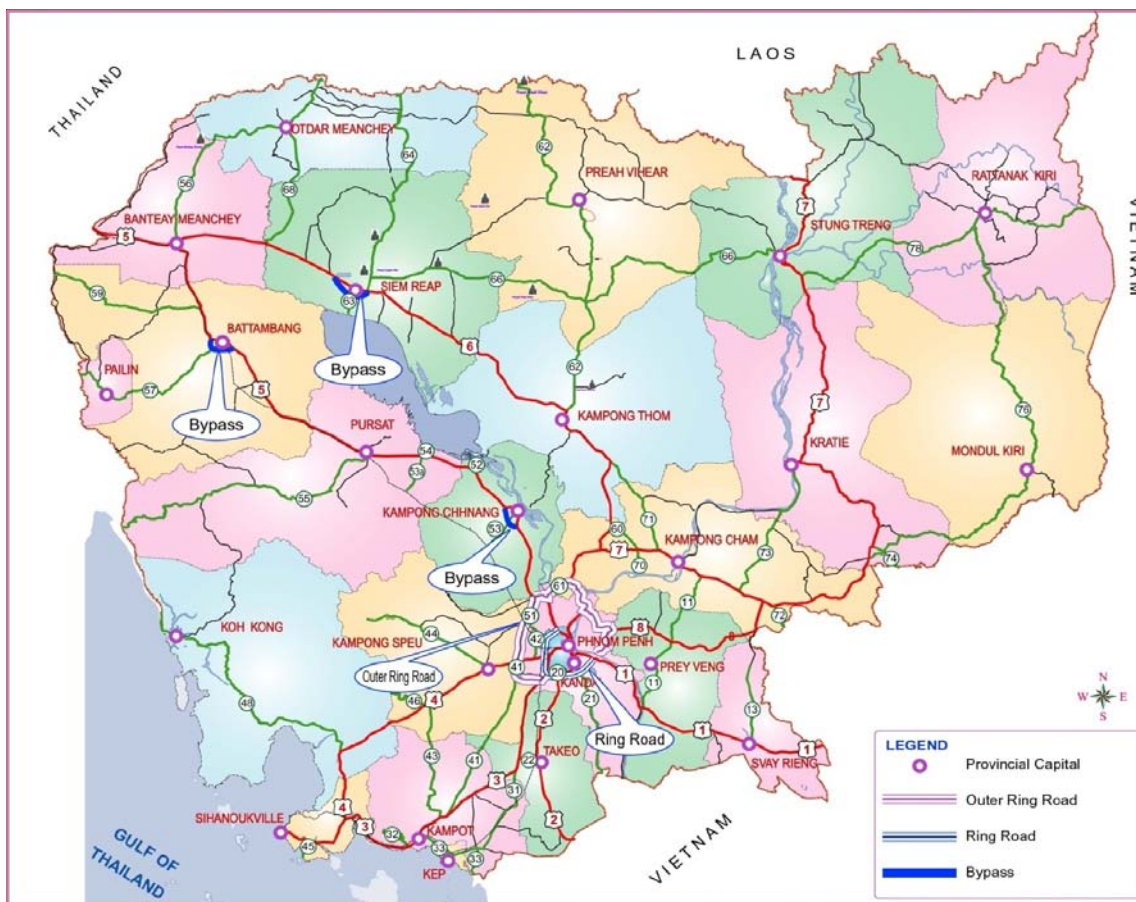 THAILAND
LAOS
OTDAR MEANCHEY
64
62
PREAH VIHEAR
RATTANAK KIRI
56
68
7
STUNG TRENG
VIETNAM
BANTEAY MEANCHEY
5
66
78
59
63
SIEM REAP
66
BATTAMBANG
6
Bypass
62
PAILIN
57
5
Bypass
7
76
KAMPONG THOM
PURSAT
KRATIE
MONDUL KIRI
54
52
53a
55
KAMPONG CHHNANG
53
60
71
7
KAMPONG CHAM
73
74
70
Bypass
61
11
72
51
KOH KONG
KAMPONG SPEU
44
42
PHNOM PENH
8
Outer Ring Road
41
20
KANDA
1
PREY VENG
11
46
4
21
13
48
2
Ring Road
1
SVAY RIENG
1
43
41
22
TAKEO
3
31
4
SIHANOUKVILLE
3
32
KAMPOT
2
45
33
33
KEP
GULF OF
THAILAND
VIETNAM
N
W E
S
LEGEND
Provincial Capital
Outer Ring Road
Ring Road
Bypass